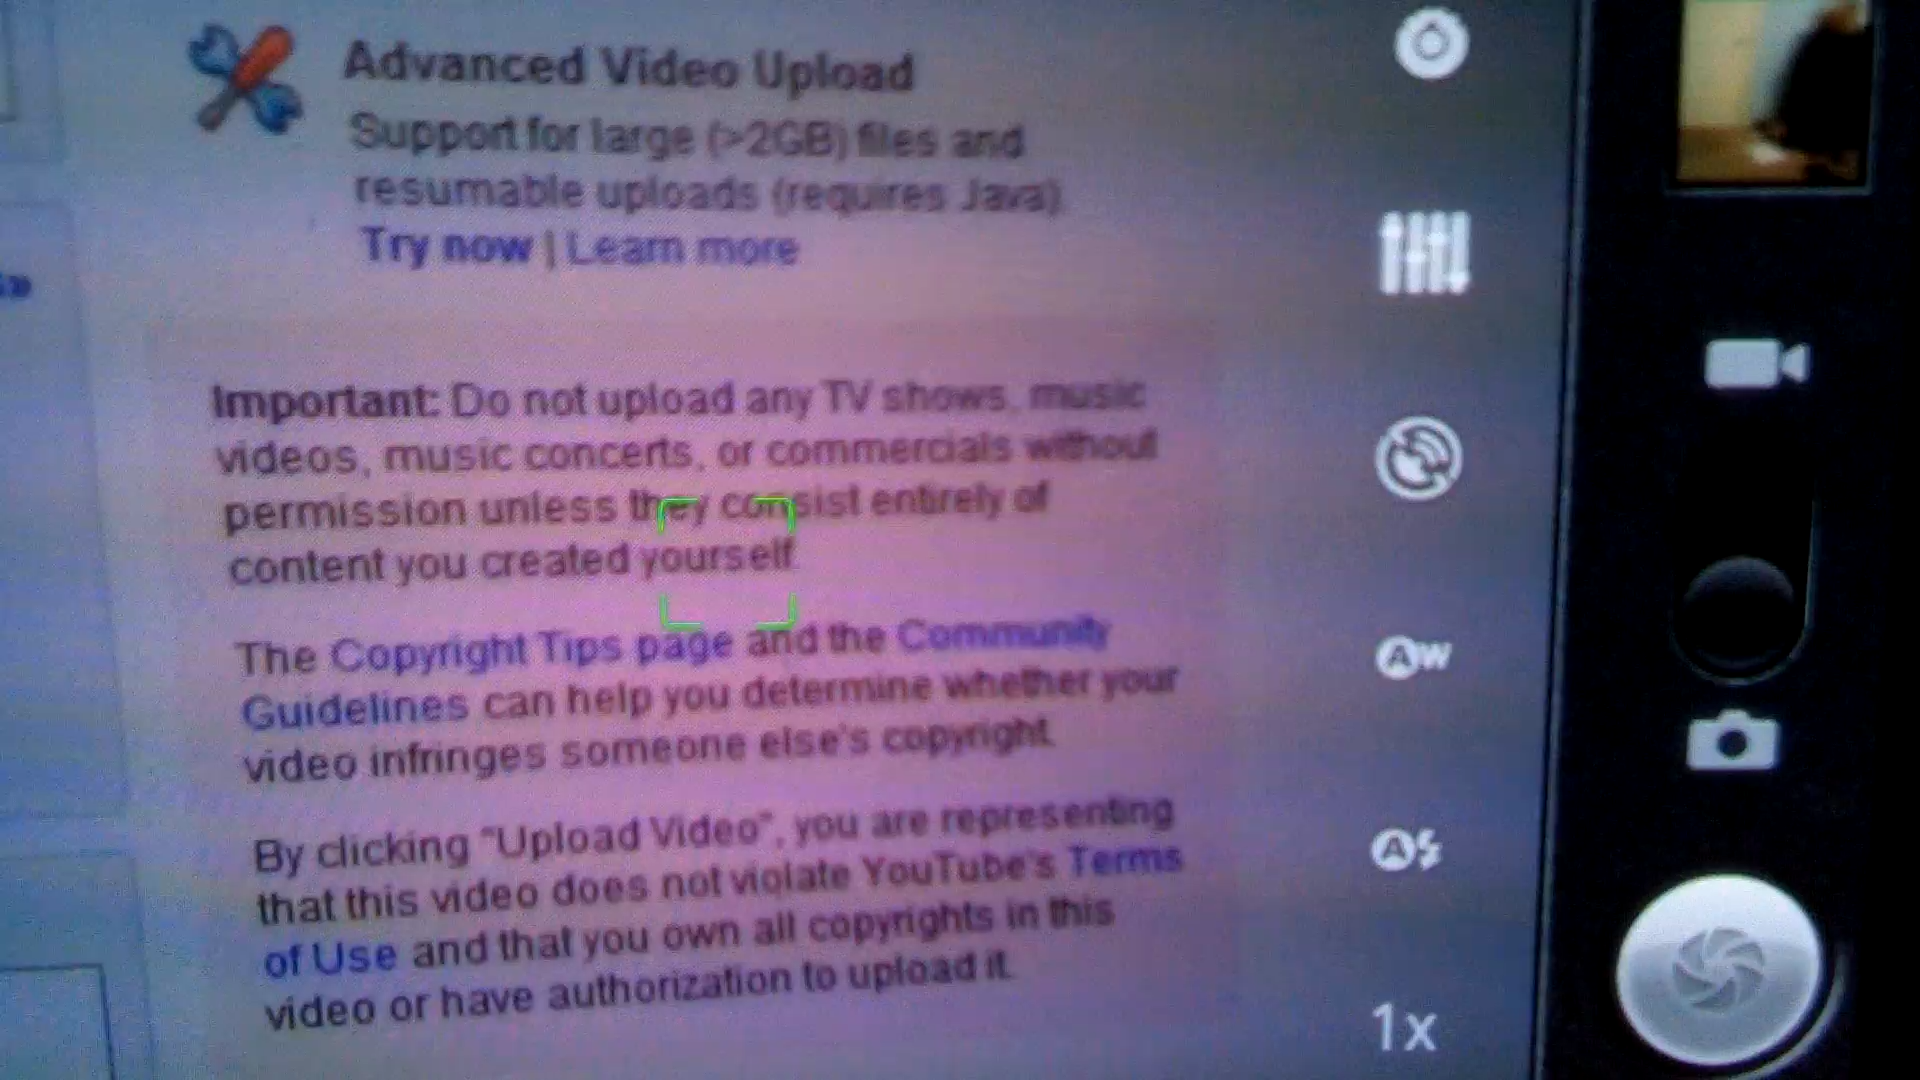 Advanced Video Upload
Support for large (>2GB) files and
resumable uploads (requires Java).
Try now | Learn more
Important: Do not upload any TV shows, music
videos, music concerts, or commercials without
permission unless they consist entirely of
content you created yourself.
The Copyright Tips page and the Community
Guidelines can help you determine whether your
video infringes someone else's copyright.
By clicking "Upload Video", you are representing
that this video does not violate YouTube's Terms
of Use and that you own all copyrights in this
video or have authorization to upload it.
AW
A
1x